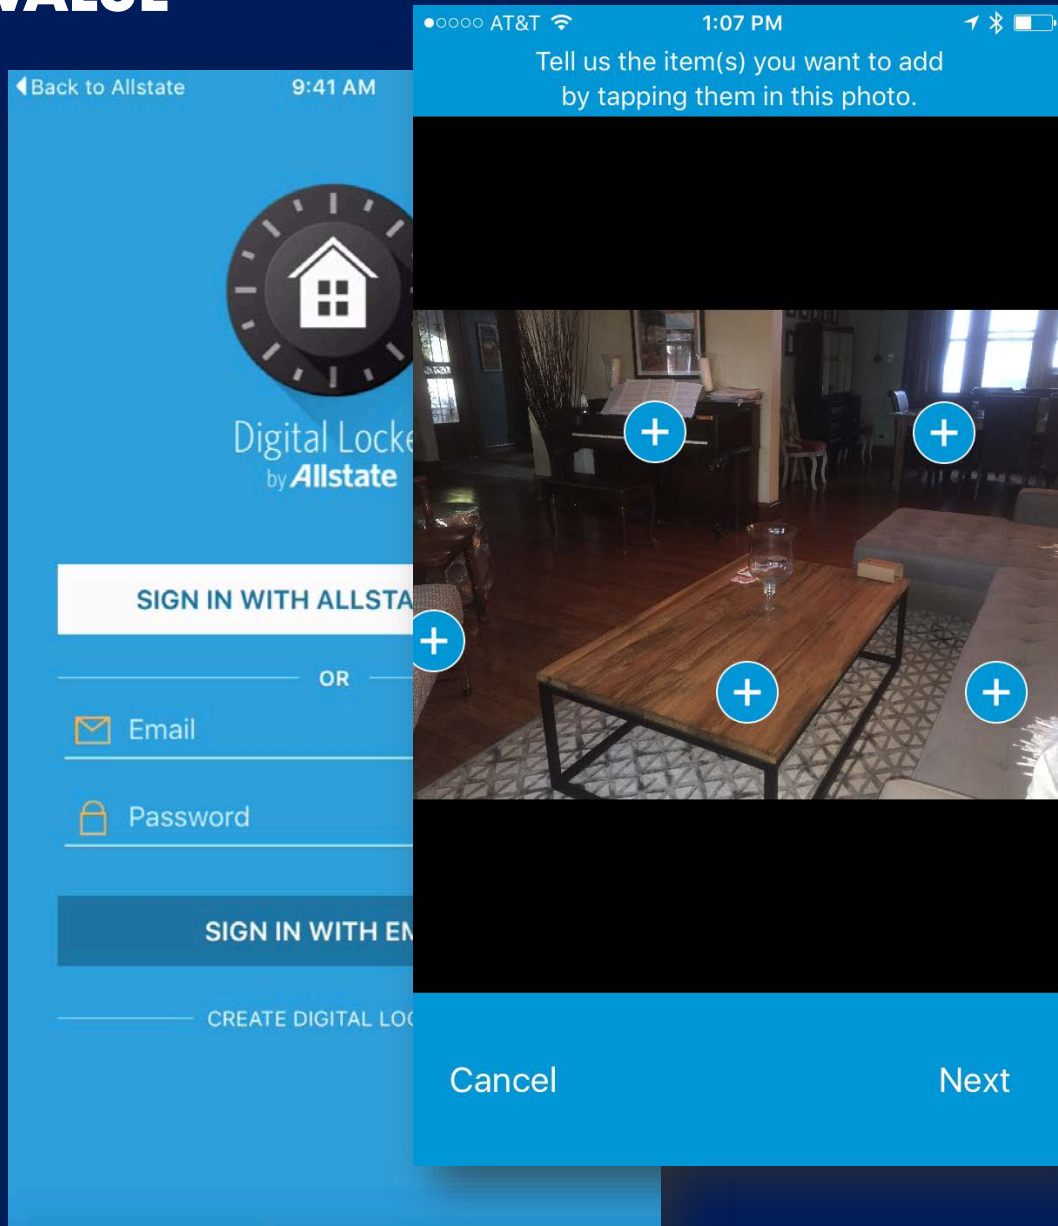 VALUE
Back to Allstate
9:41 AM
Digital Locke
by Allstate
SIGN IN WITH ALLSTA
OR
Email
Password
SIGN IN WITH EM
CREATE DIGITAL LOC
AT&T
1:07 PM
Tell us the item(s) you want to add
by tapping them in this photo.
Cancel
Next